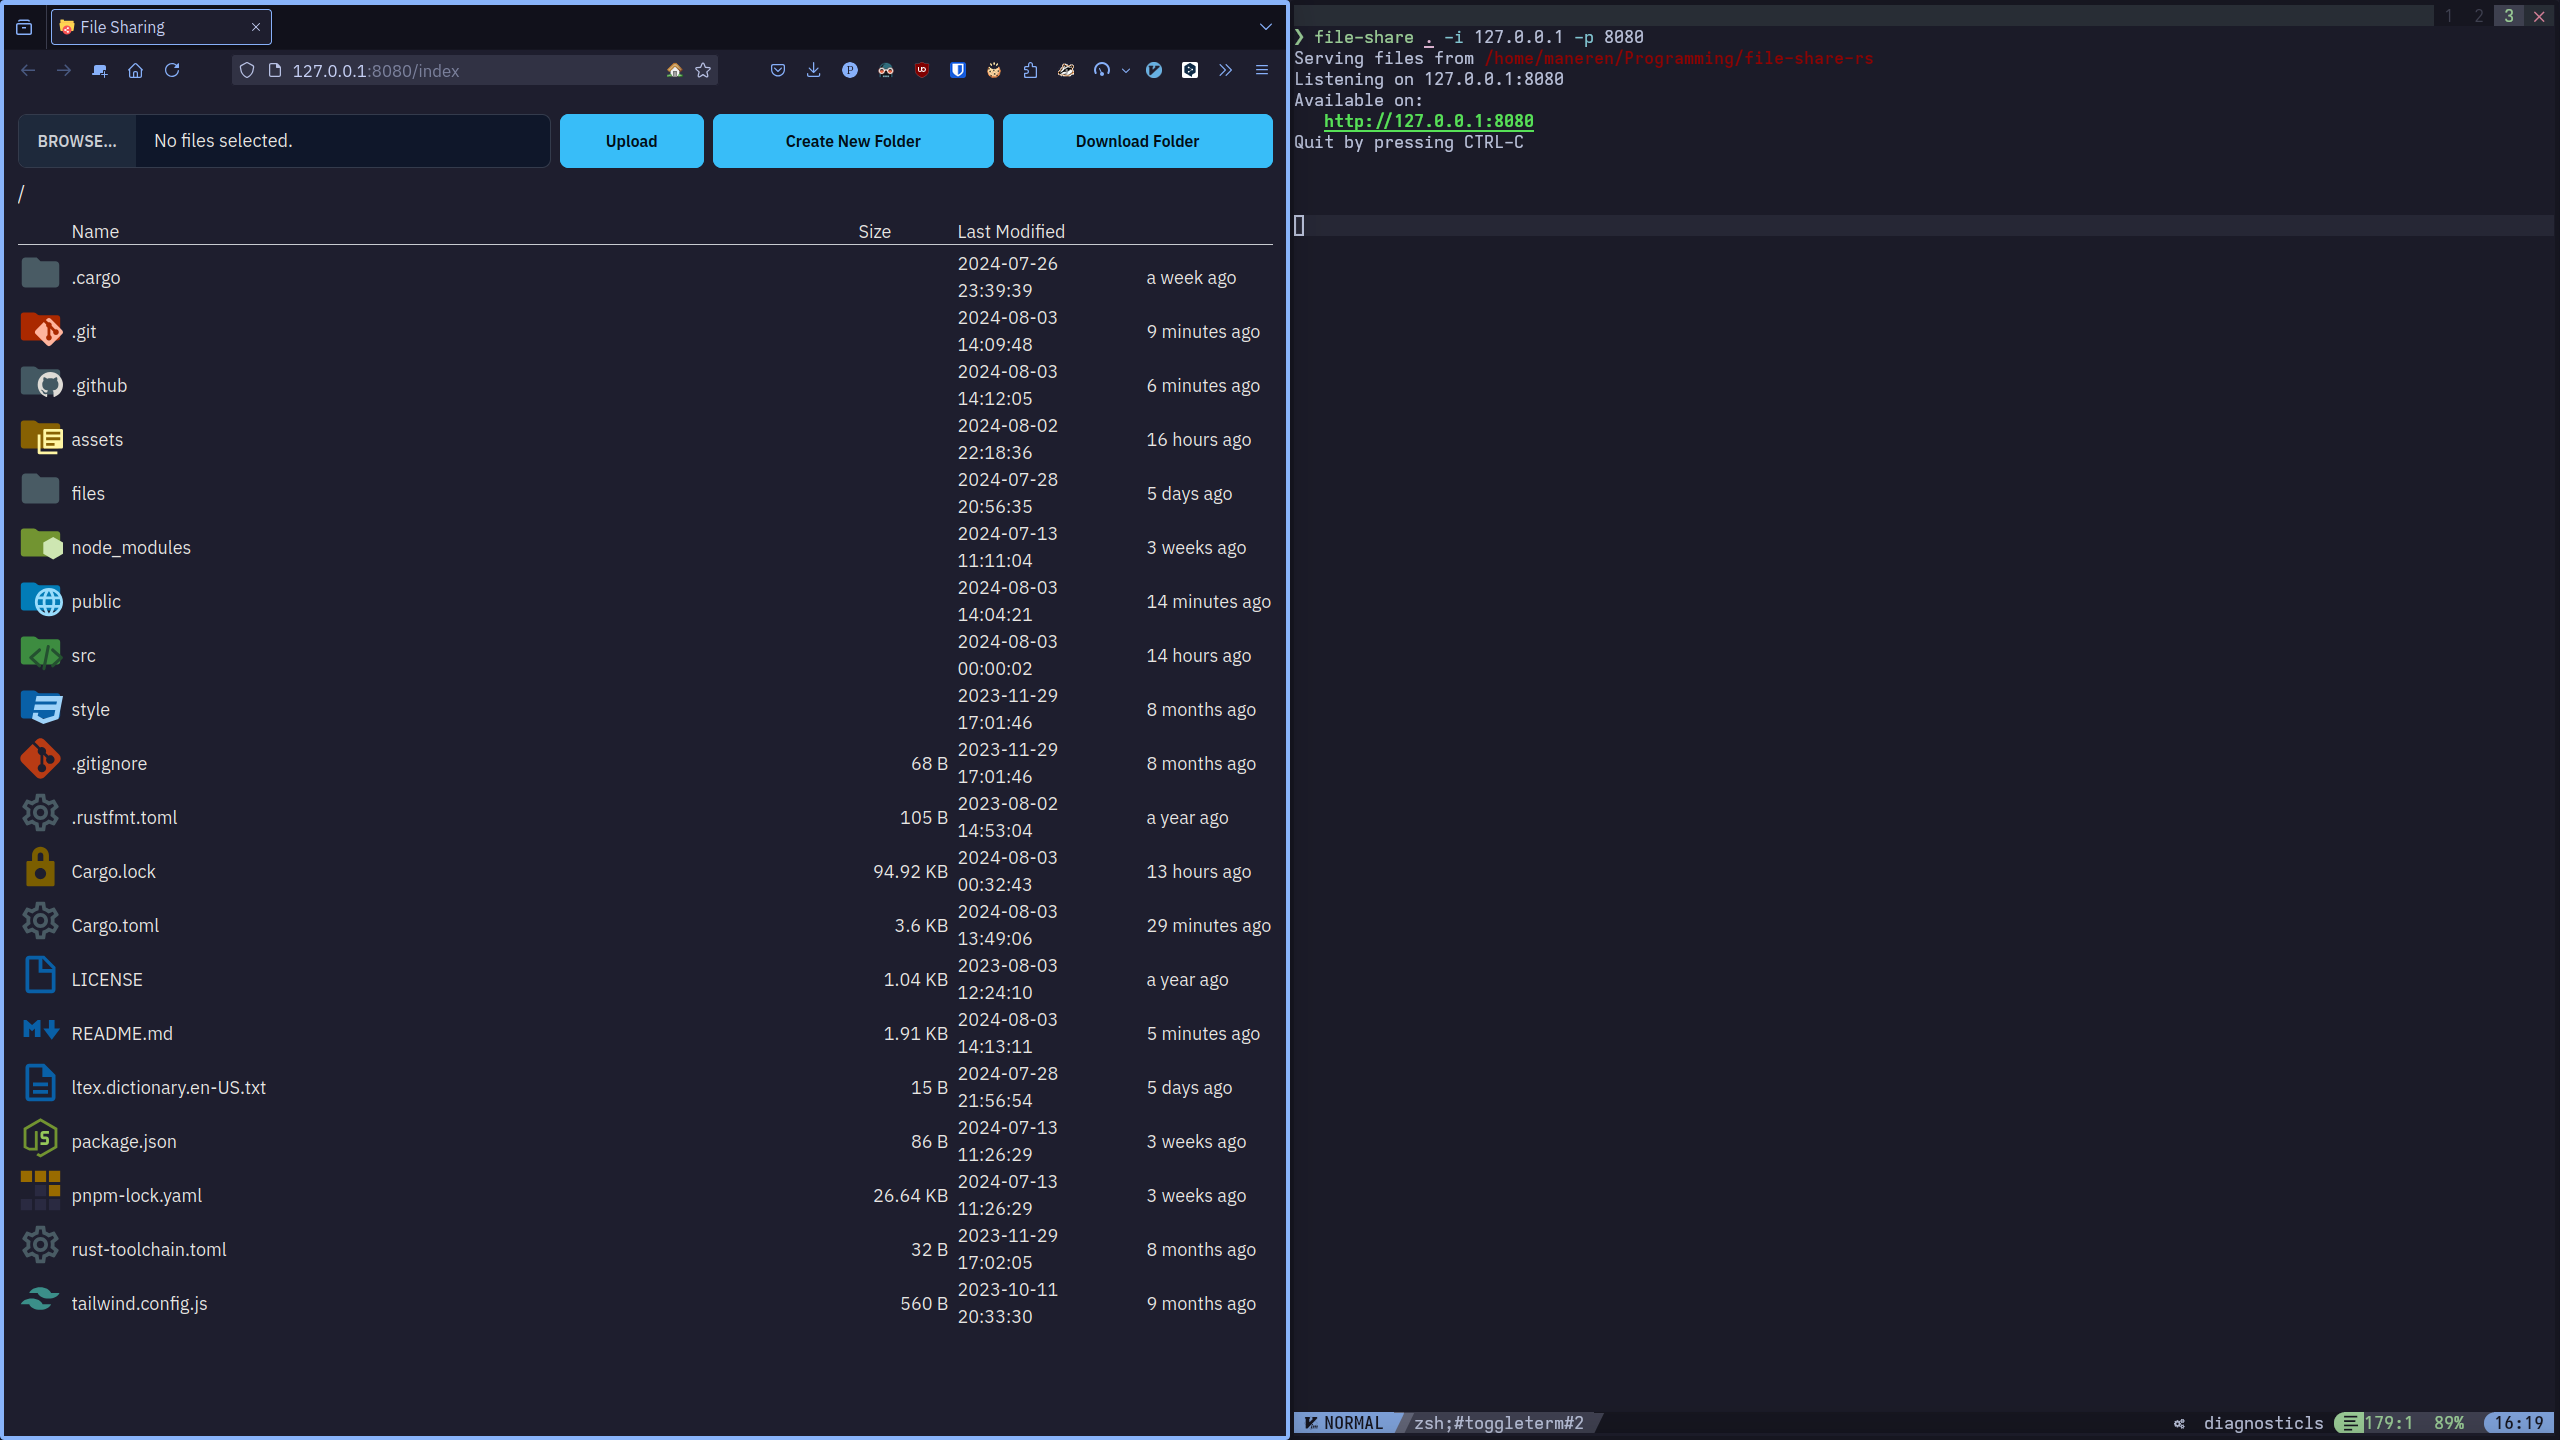 File Sharing
127.0.0.1:8080/index
BROWSE... No files selected. Upload Create New Folder Download Folder
/
Name Size Last Modified
.cargo 2024-07-26 23:39:39 a week ago
.git 2024-08-03 14:09:48 9 minutes ago
.github 2024-08-03 14:12:05 6 minutes ago
assets 2024-08-02 22:18:36 16 hours ago
files 2024-07-28 20:56:35 5 days ago
node_modules 2024-07-13 11:11:04 3 weeks ago
public 2024-08-03 14:04:21 14 minutes ago
src 2024-08-03 00:00:02 14 hours ago
style 2023-11-29 17:01:46 8 months ago
.gitignore 68 B 2023-11-29 17:01:46 8 months ago
.rustfmt.toml 105 B 2023-08-02 14:53:04 a year ago
Cargo.lock 94.92 KB 2024-08-03 00:32:43 13 hours ago
Cargo.toml 3.6 KB 2024-08-03 13:49:06 29 minutes ago
LICENSE 1.04 KB 2023-08-03 12:24:10 a year ago
README.md 1.91 KB 2024-08-03 14:13:11 5 minutes ago
ltex.dictionary.en-US.txt 15 B 2024-07-28 21:56:54 5 days ago
package.json 86 B 2024-07-13 11:26:29 3 weeks ago
pnpm-lock.yaml 26.64 KB 2024-07-13 11:26:29 3 weeks ago
rust-toolchain.toml 32 B 2023-11-29 17:02:05 8 months ago
tailwind.config.js 560 B 2023-10-11 20:33:30 9 months ago
1 2 3
❯ file-share . -i 127.0.0.1 -p 8080
Serving files from /home/maneren/Programming/file-share-rs
Listening on 127.0.0.1:8080
Available on:
http://127.0.0.1:8080
Quit by pressing CTRL-C
NORMAL zsh;#toggleterm#2 diagnosticls 179:1 89% 16:19